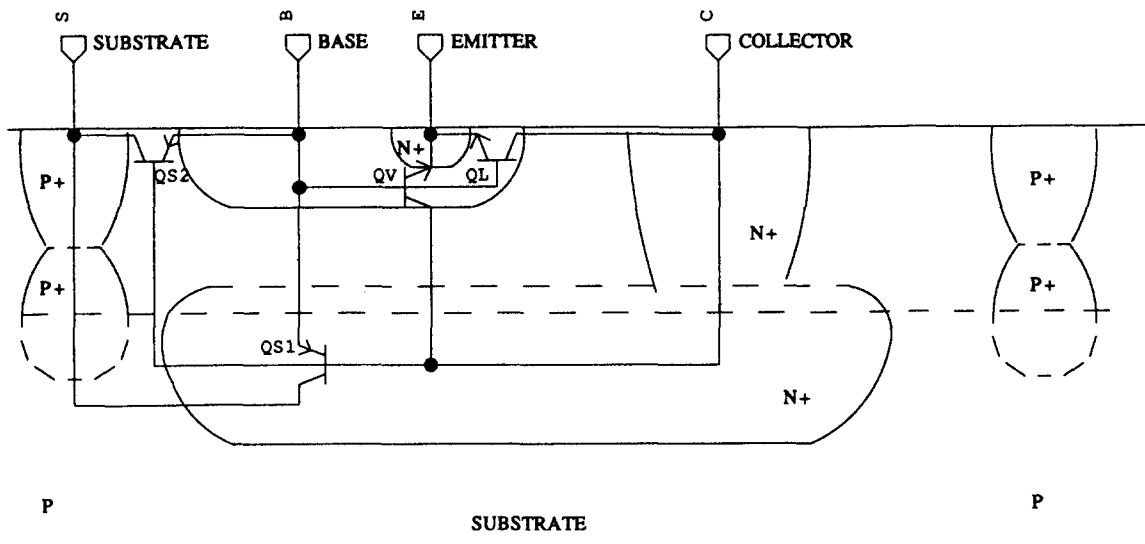 S B E C
SUBSTRATE BASE EMITTER COLLECTOR
N+
QS2 QV QL
P+ P+
N+
P+ P+
QS1
N+
P P
SUBSTRATE